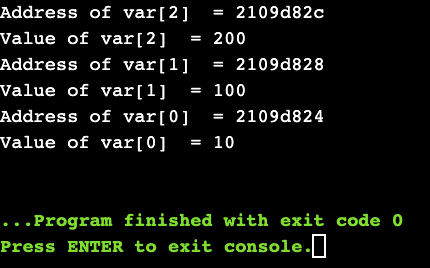 Address of var[2]  = 2109d82c
Value of var[2]  = 200
Address of var[1]  = 2109d828
Value of var[1]  = 100
Address of var[0]  = 2109d824
Value of var[0]  = 10
...Program finished with exit code 0
Press ENTER to exit console.